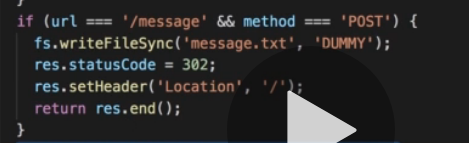 }
if (url === '/message' && method === 'POST') {
fs.writeFileSync('message.txt', 'DUMMY');
res.statusCode = 302;
res.setHeader('Location', '/');
return res.end();
}